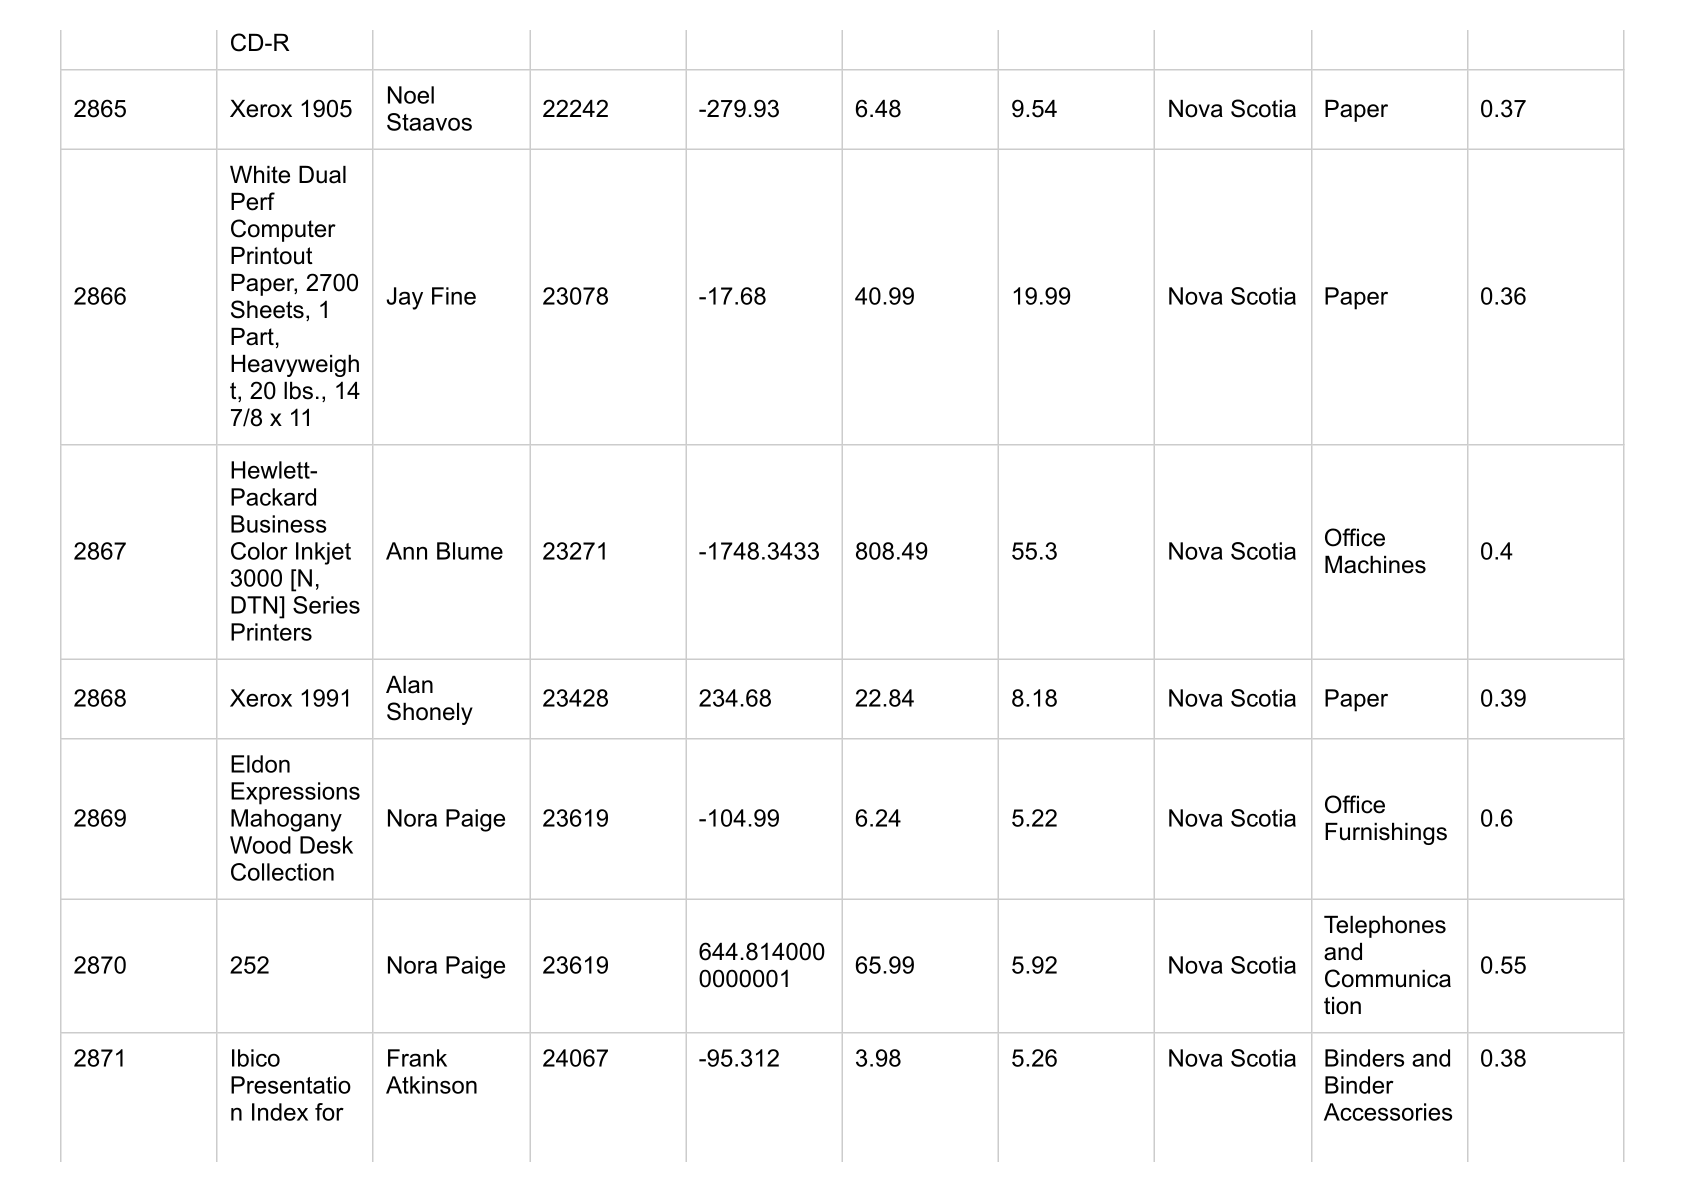 CD-R
2865 Xerox 1905 Noel Staavos 22242 -279.93 6.48 9.54 Nova Scotia Paper 0.37
2866
White Dual
Perf
Computer
Printout
Paper, 2700
Sheets, 1
Part,
Heavyweigh
t, 20 lbs., 14
7/8 x 11
Jay Fine
23078
-17.68
40.99
19.99
Nova Scotia
Paper
0.36
2867
Hewlett-
Packard
Business
Color Inkjet
3000 [N,
DTN] Series
Printers
Ann Blume
23271
-1748.3433
808.49
55.3
Nova Scotia
Office
Machines
0.4
2868
Xerox 1991
Alan
Shonely
23428
234.68
22.84
8.18
Nova Scotia
Paper
0.39
2869
Eldon
Expressions
Mahogany
Wood Desk
Collection
Nora Paige
23619
-104.99
6.24
5.22
Nova Scotia
Office
Furnishings
0.6
2870
252
Nora Paige
23619
644.814000
0000001
65.99
5.92
Nova Scotia
Telephones
and
Communica
tion
0.55
2871
Ibico
Presentatio
n Index for
Frank
Atkinson
24067
-95.312
3.98
5.26
Nova Scotia
Binders and
Binder
Accessories
0.38